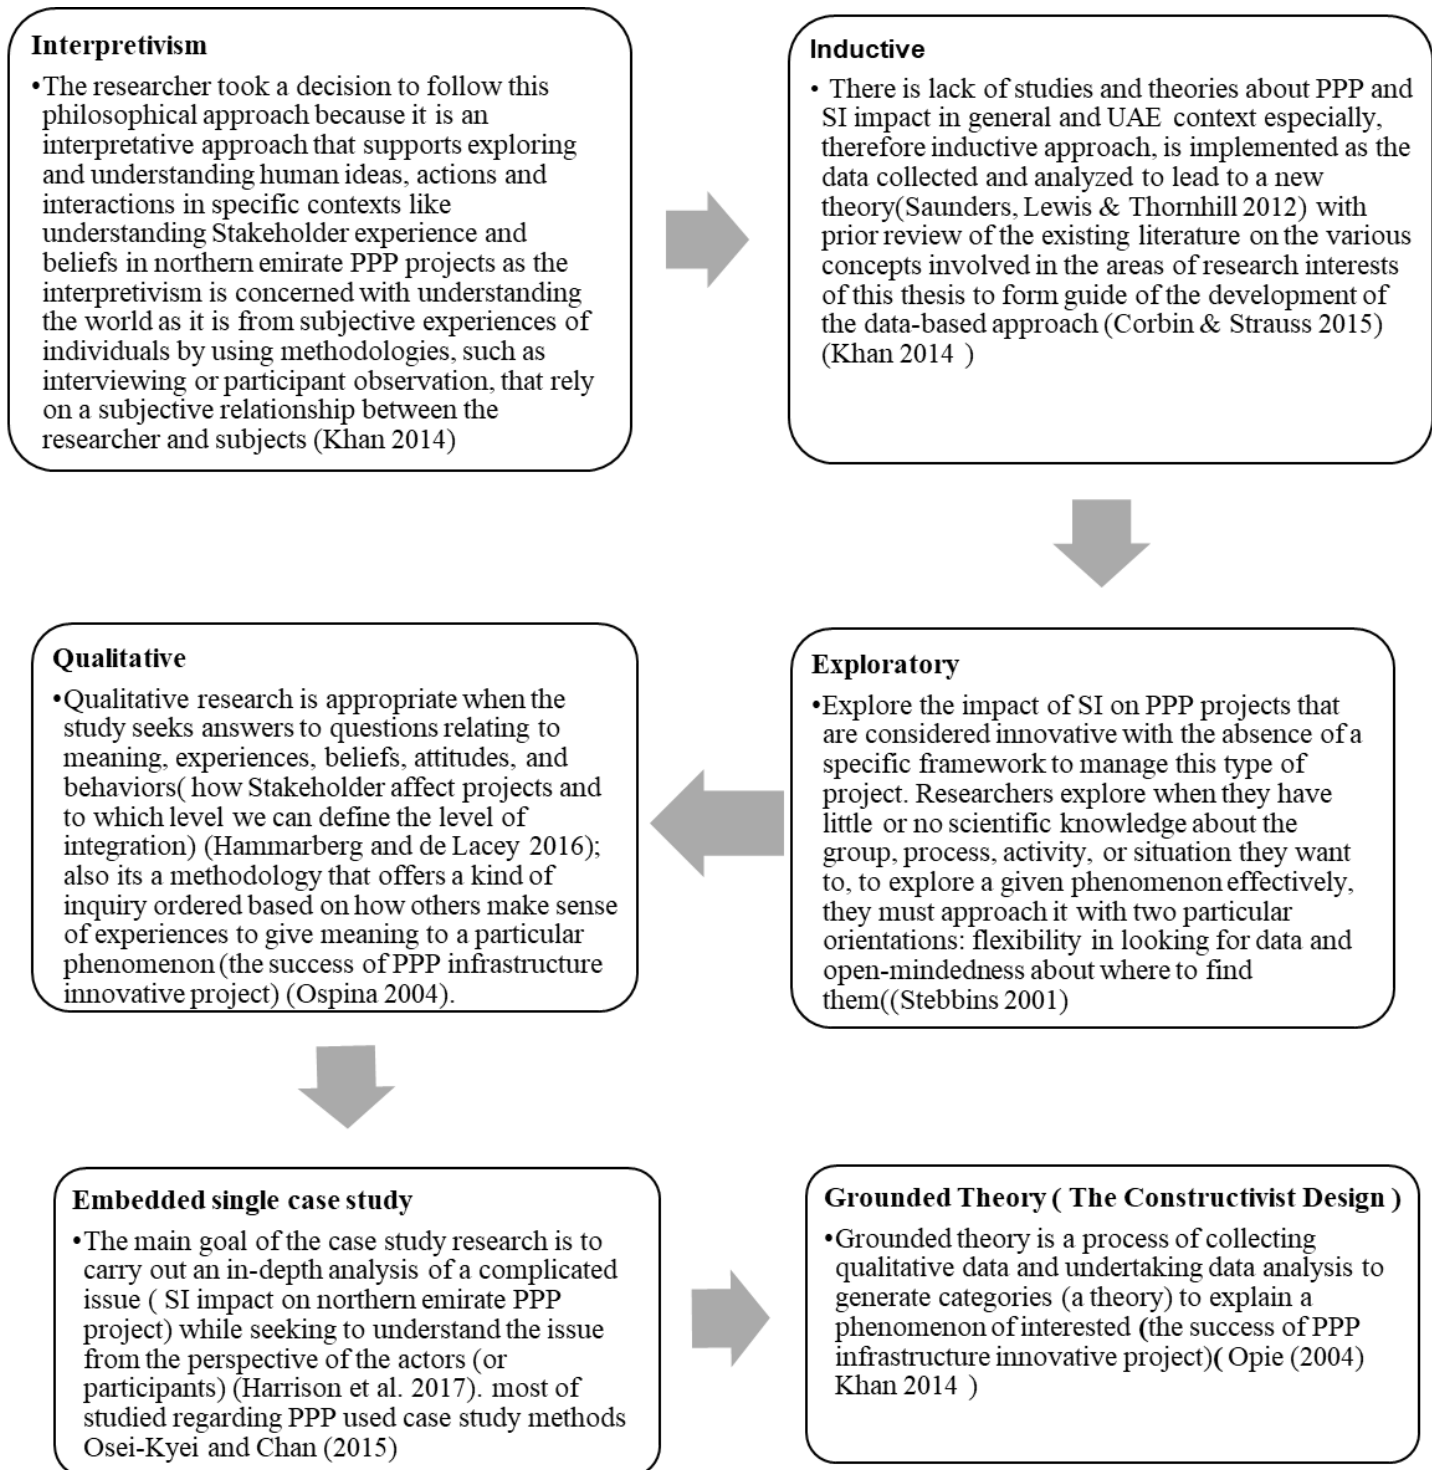 Interpretivism
•The researcher took a decision to follow this
philosophical approach because it is an
interpretative approach that supports exploring
and understanding human ideas, actions and
interactions in specific contexts like
understanding Stakeholder experience and
beliefs in northern emirate PPP projects as the
interpretivism is concerned with understanding
the world as it is from subjective experiences of
individuals by using methodologies, such as
interviewing or participant observation, that rely
on a subjective relationship between the
researcher and subjects (Khan 2014)
Inductive
• There is lack of studies and theories about PPP and
SI impact in general and UAE context especially,
therefore inductive approach, is implemented as the
data collected and analyzed to lead to a new
theory(Saunders, Lewis & Thornhill 2012) with
prior review of the existing literature on the various
concepts involved in the areas of research interests
of this thesis to form guide of the development of
the data-based approach (Corbin & Strauss 2015)
(Khan 2014 )
Exploratory
•Explore the impact of SI on PPP projects that
are considered innovative with the absence of a
specific framework to manage this type of
project. Researchers explore when they have
little or no scientific knowledge about the
group, process, activity, or situation they want
to, to explore a given phenomenon effectively,
they must approach it with two particular
orientations: flexibility in looking for data and
open-mindedness about where to find
them((Stebbins 2001)
Qualitative
•Qualitative research is appropriate when the
study seeks answers to questions relating to
meaning, experiences, beliefs, attitudes, and
behaviors( how Stakeholder affect projects and
to which level we can define the level of
integration) (Hammarberg and de Lacey 2016);
also its a methodology that offers a kind of
inquiry ordered based on how others make sense
of experiences to give meaning to a particular
phenomenon (the success of PPP infrastructure
innovative project) (Ospina 2004).
Embedded single case study
•The main goal of the case study research is to
carry out an in-depth analysis of a complicated
issue ( SI impact on northern emirate PPP
project) while seeking to understand the issue
from the perspective of the actors (or
participants) (Harrison et al. 2017). most of
studied regarding PPP used case study methods
Osei-Kyei and Chan (2015)
Grounded Theory ( The Constructivist Design )
•Grounded theory is a process of collecting
qualitative data and undertaking data analysis to
generate categories (a theory) to explain a
phenomenon of interested (the success of PPP
infrastructure innovative project)( Opie (2004)
Khan 2014 )